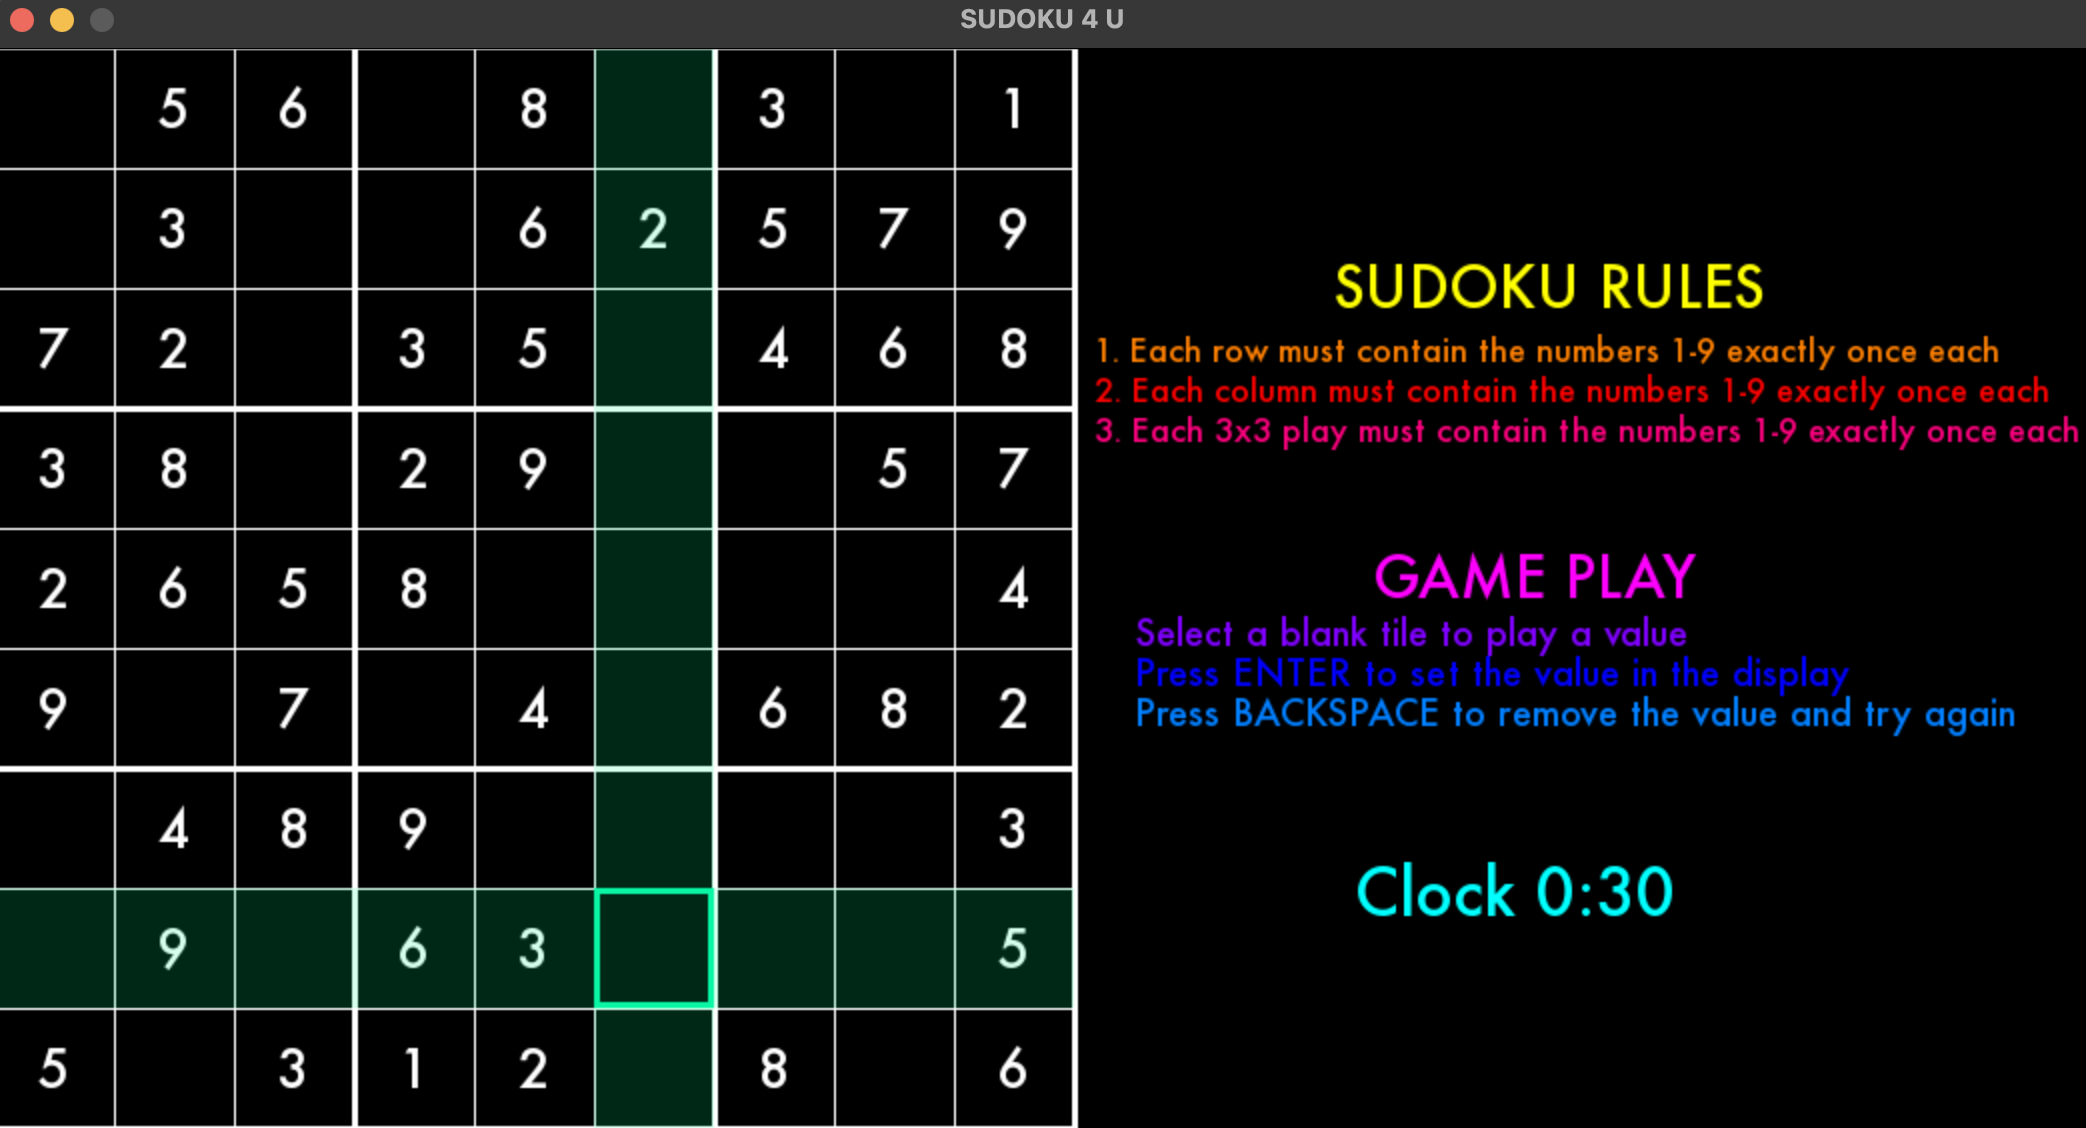 SUDOKU 4 U
5 6 8 3 1
3 6 2 5 7 9
7 2 3 5 4 6 8
3 8 2 9 5 7
2 6 5 8 4
9 7 4 6 8 2
4 8 9 3
9 6 3 5
5 3 1 2 8 6
SUDOKU RULES
1. Each row must contain the numbers 1-9 exactly once each
2. Each column must contain the numbers 1-9 exactly once each
3. Each 3x3 play must contain the numbers 1-9 exactly once each
GAME PLAY
Select a blank tile to play a value
Press ENTER to set the value in the display
Press BACKSPACE to remove the value and try again
Clock 0:30